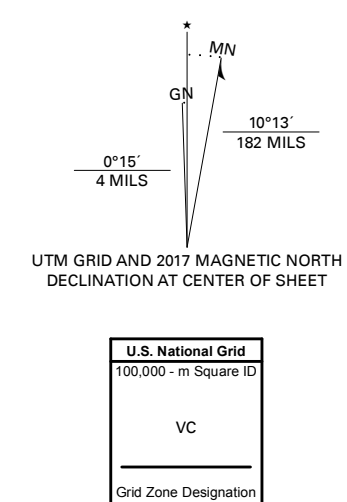 ★
MN
GN
10°13´
182 MILS
0°15´
4 MILS
UTM GRID AND 2017 MAGNETIC NORTH
DECLINATION AT CENTER OF SHEET
U.S. National Grid
100,000 - m Square ID
VC
Grid Zone Designation